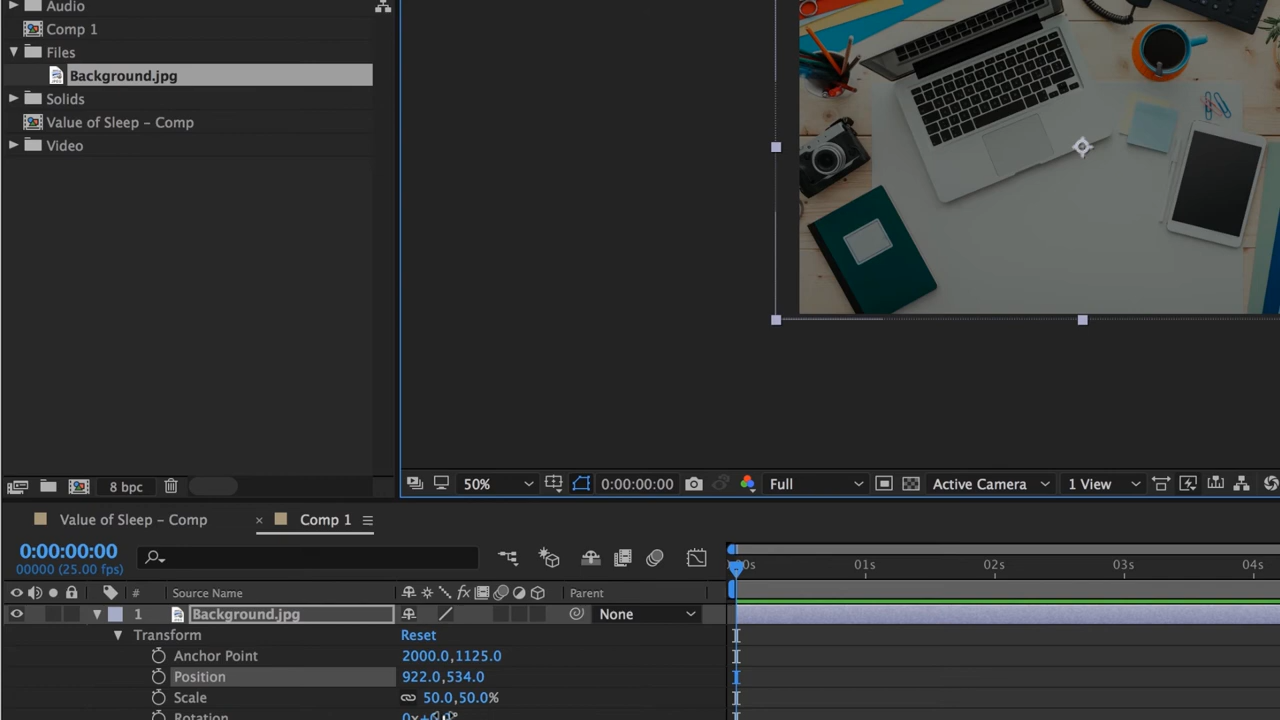 Audio
Comp 1
Files
Background.jpg
Solids
Value of Sleep – Comp
Video
8 bpc
50%
0:00:00:00
Full
Active Camera
1 View
Value of Sleep – Comp
× Comp 1
0:00:00:00
00000 (25.00 fps)
00s 01s 02s 03s 04s
# Source Name Parent
1 Background.jpg None
Transform Reset
Anchor Point 2000.0,1125.0
Position 922.0,534.0
Scale 50.0,50.0%
Rotation